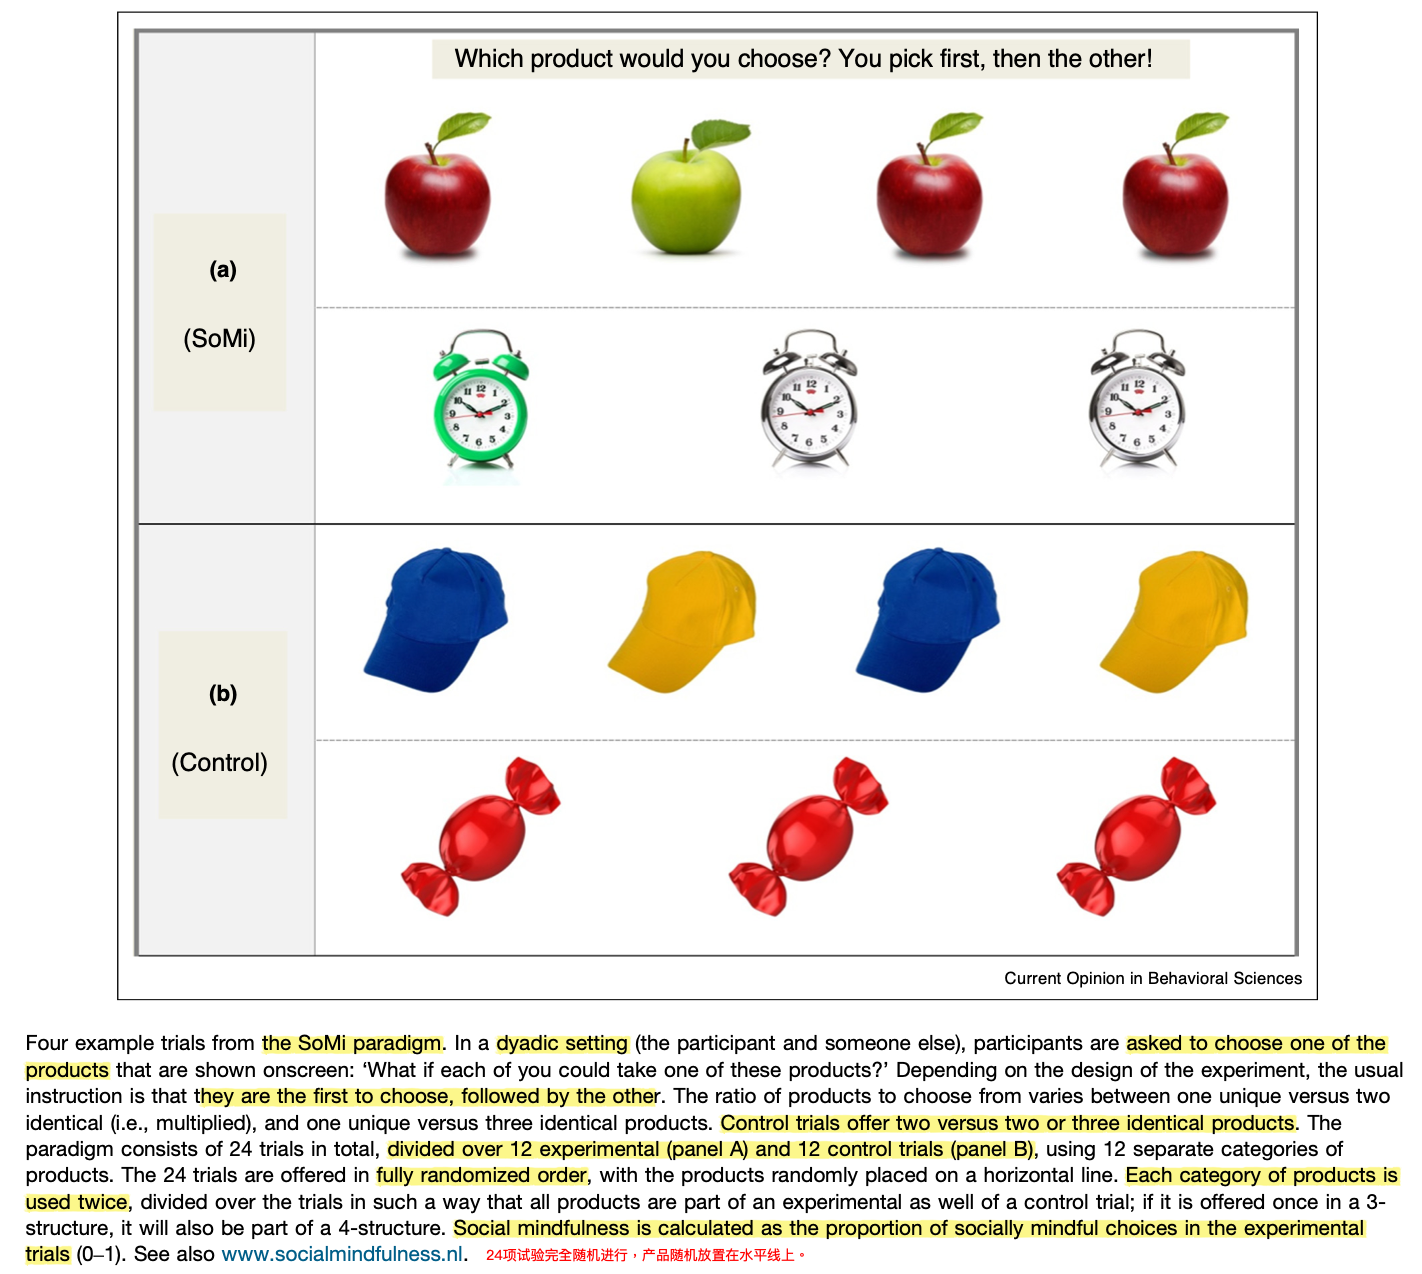 Which product would you choose? You pick first, then the other!
(a)
(SoMi)
(b)
(Control)
Current Opinion in Behavioral Sciences
Four example trials from the SoMi paradigm. In a dyadic setting (the participant and someone else), participants are asked to choose one of the
products that are shown onscreen: ‘What if each of you could take one of these products?’ Depending on the design of the experiment, the usual
instruction is that they are the first to choose, followed by the other. The ratio of products to choose from varies between one unique versus two
identical (i.e., multiplied), and one unique versus three identical products. Control trials offer two versus two or three identical products. The
paradigm consists of 24 trials in total, divided over 12 experimental (panel A) and 12 control trials (panel B), using 12 separate categories of
products. The 24 trials are offered in fully randomized order, with the products randomly placed on a horizontal line. Each category of products is
used twice, divided over the trials in such a way that all products are part of an experimental as well of a control trial; if it is offered once in a 3-
structure, it will also be part of a 4-structure. Social mindfulness is calculated as the proportion of socially mindful choices in the experimental
trials (0–1). See also www.socialmindfulness.nl. 24项试验完全随机进行，产品随机放置在水平线上。